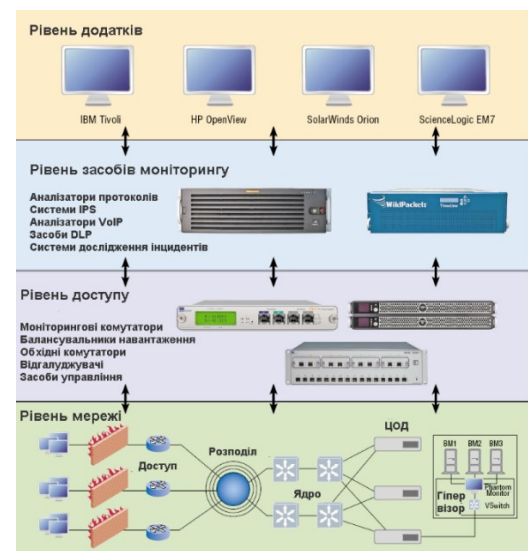 Рівень додатків
IBM Tivoli
HP OpenView
SolarWinds Orion
ScienceLogic EM7
Рівень засобів моніторингу
Аналізатори протоколів
Системи IPS
Аналізатори VoIP
Засоби DLP
Системи дослідження інцидентів
WildPackets
Рівень доступу
Моніторингові комутатори
Балансувальники навантаження
Обхідні комутатори
Відгалуджувачі
Засоби управління
Рівень мережі
Доступ
Розподіл
Ядро
ЦОД
ВМ1 ВМ2 ВМ3
Гіпер
візор
Phantom
Monitor
VSwitch